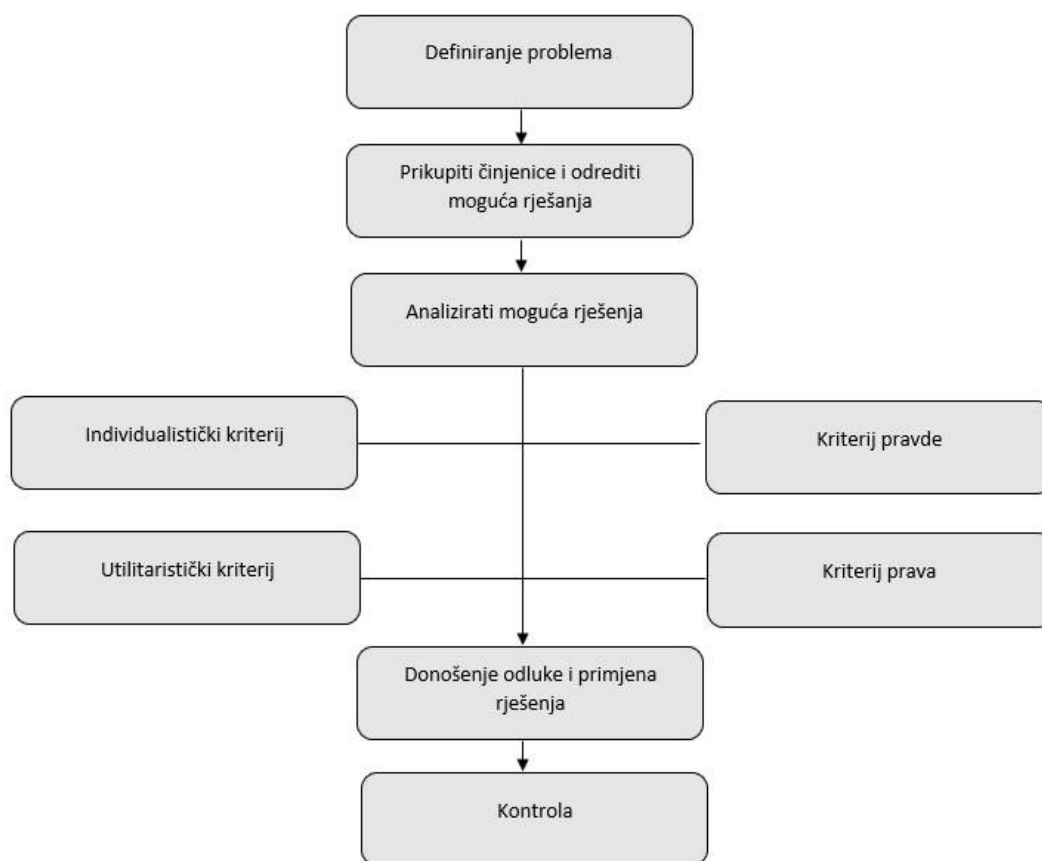 Definiranje problema
Prikupiti činjenice i odrediti
moguća rješanja
Analizirati moguća rješenja
Individualistički kriterij
Kriterij pravde
Utilitaristički kriterij
Kriterij prava
Donošenje odluke i primjena
rješenja
Kontrola